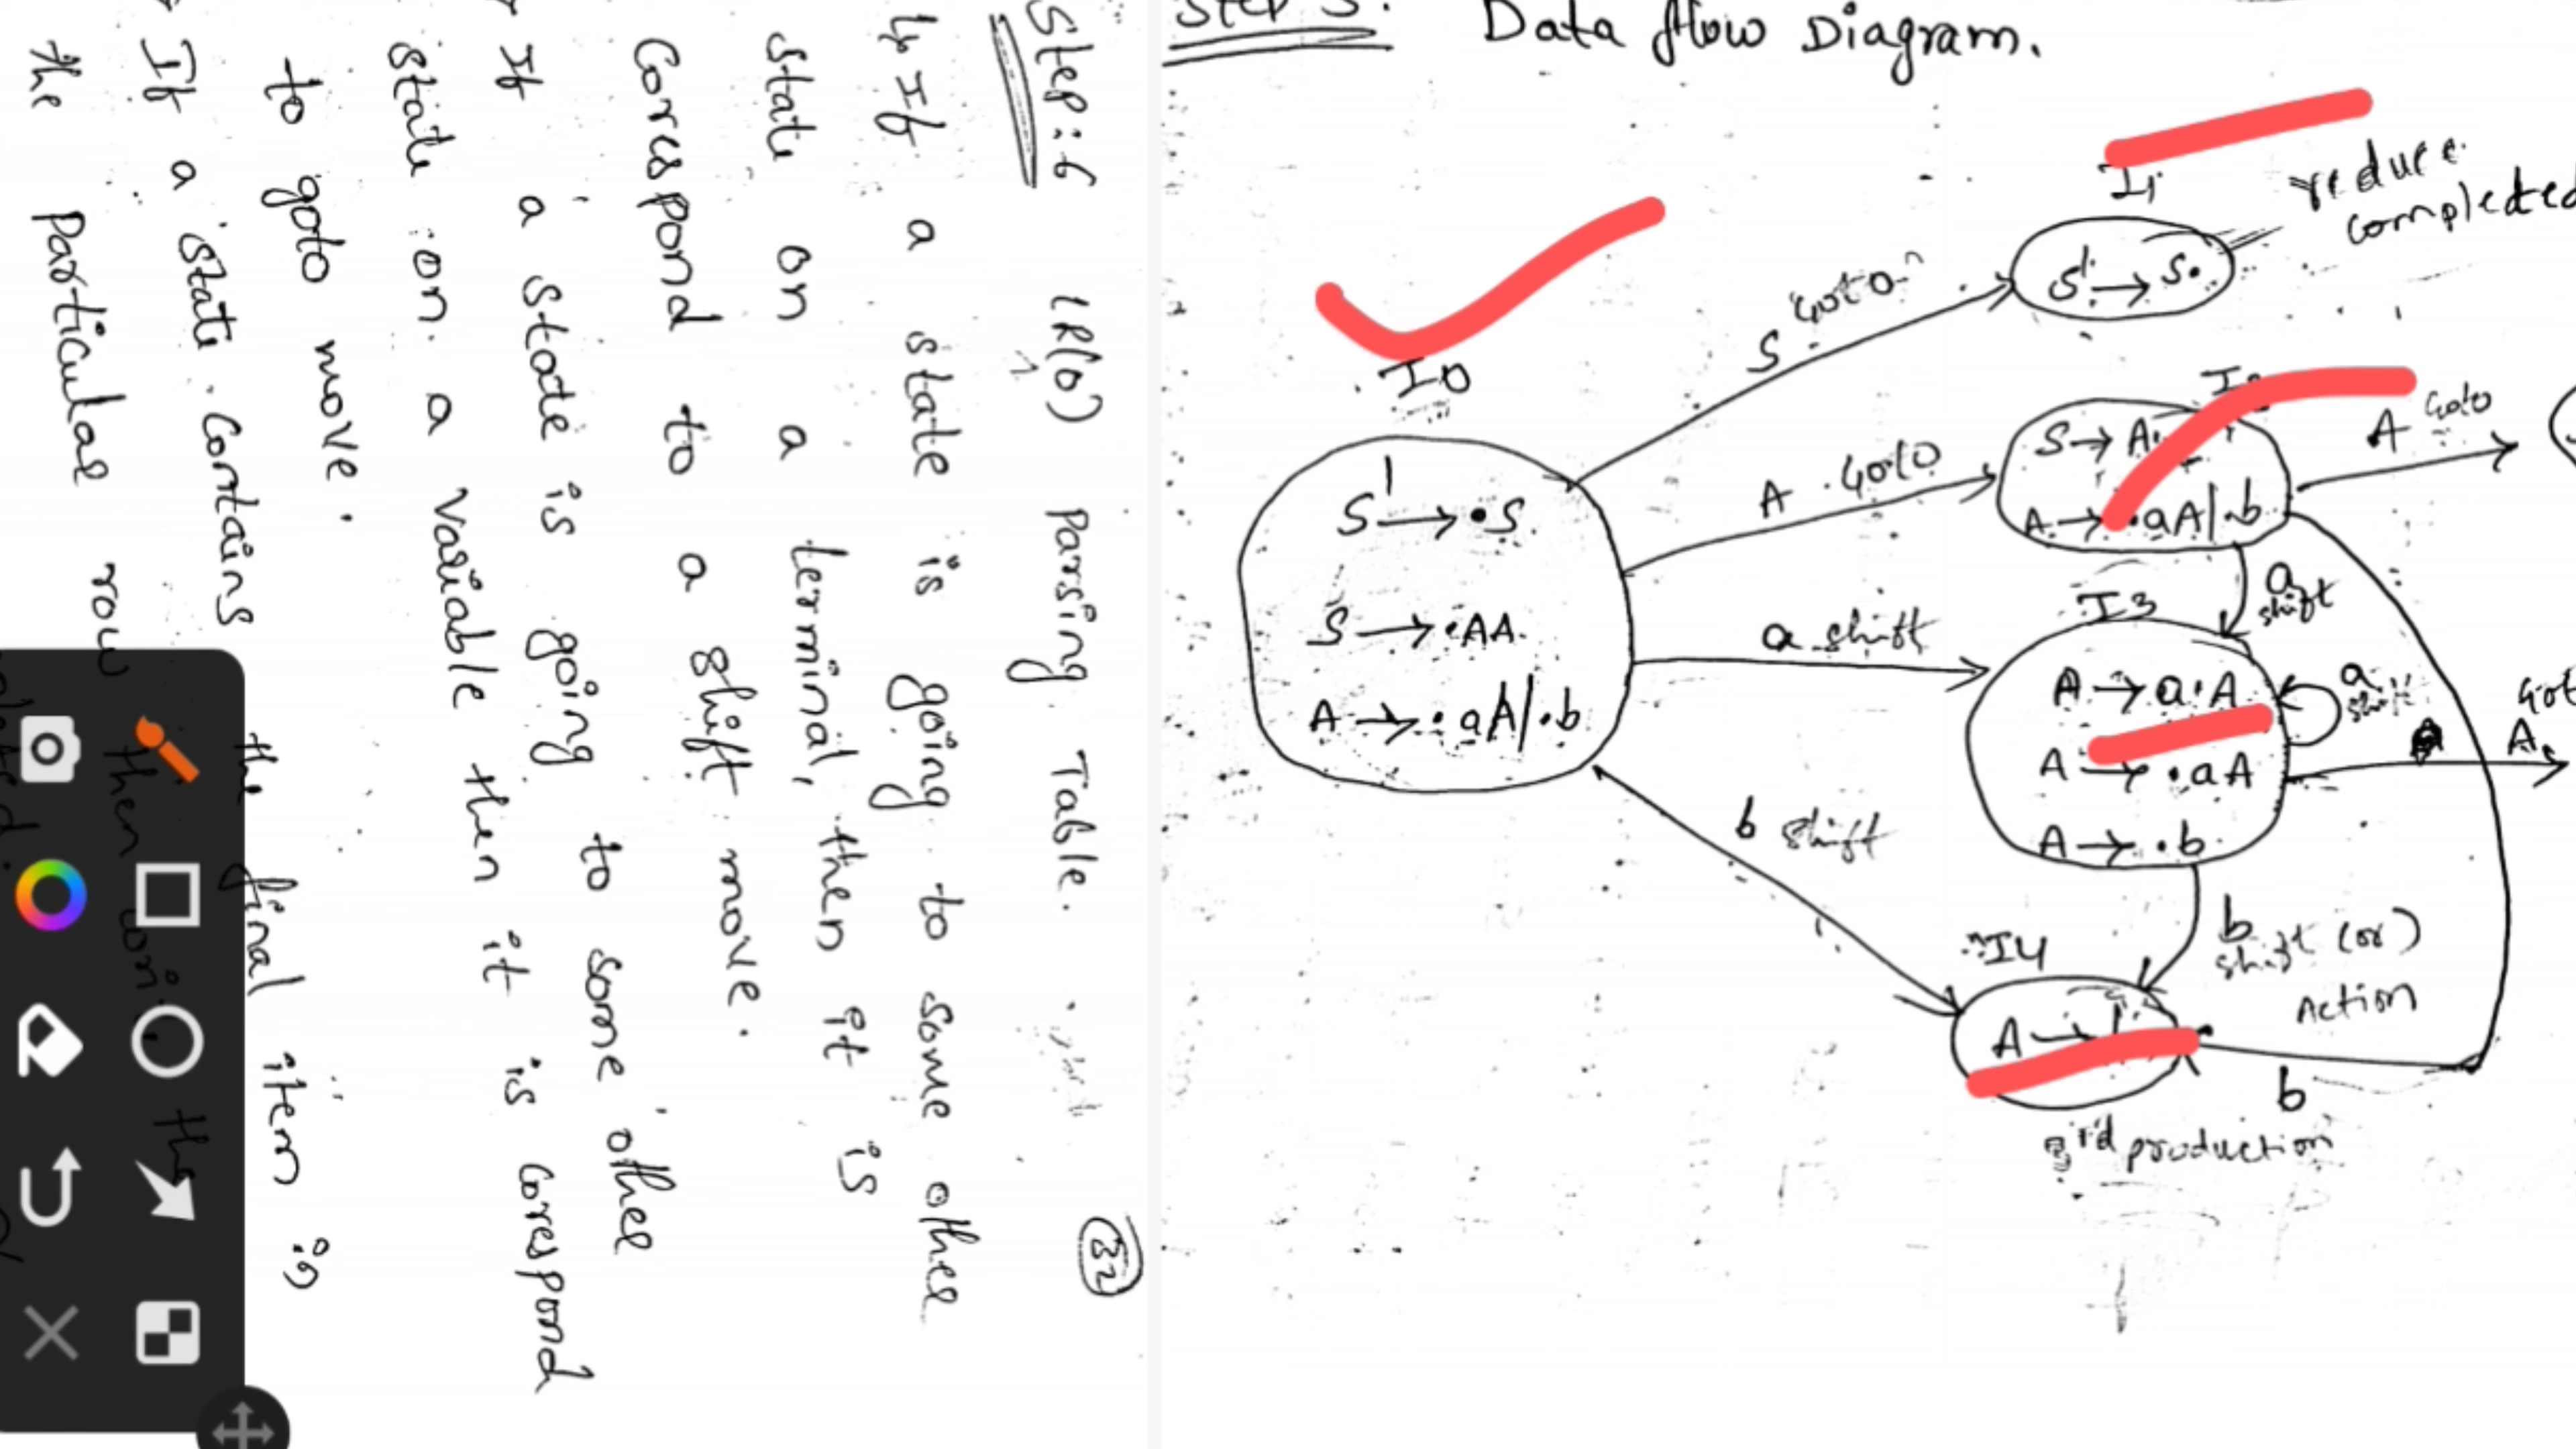 Step:6 LR(0) Parsing Table.
↳ If a state is going to some other
state on a terminal, then it is
Correspond to a shift move.
If a state is going to some other
state on a variable then it is correspond
to goto move.
If a state contains the final item in
the particular row then
32
Step 5: Data flow Diagram.
I0
S' → •S
S → •AA
A → •aA/•b
S Goto
A Goto
a shift
b shift
I1
S' → S•
reduce
completed
S → A
A → •aA/•b
A Goto
a
shift
I3
A → a•A
A → •aA
A → •b
a
shift
A
b
shift (or)
Action
I4
A →
b
3rd production